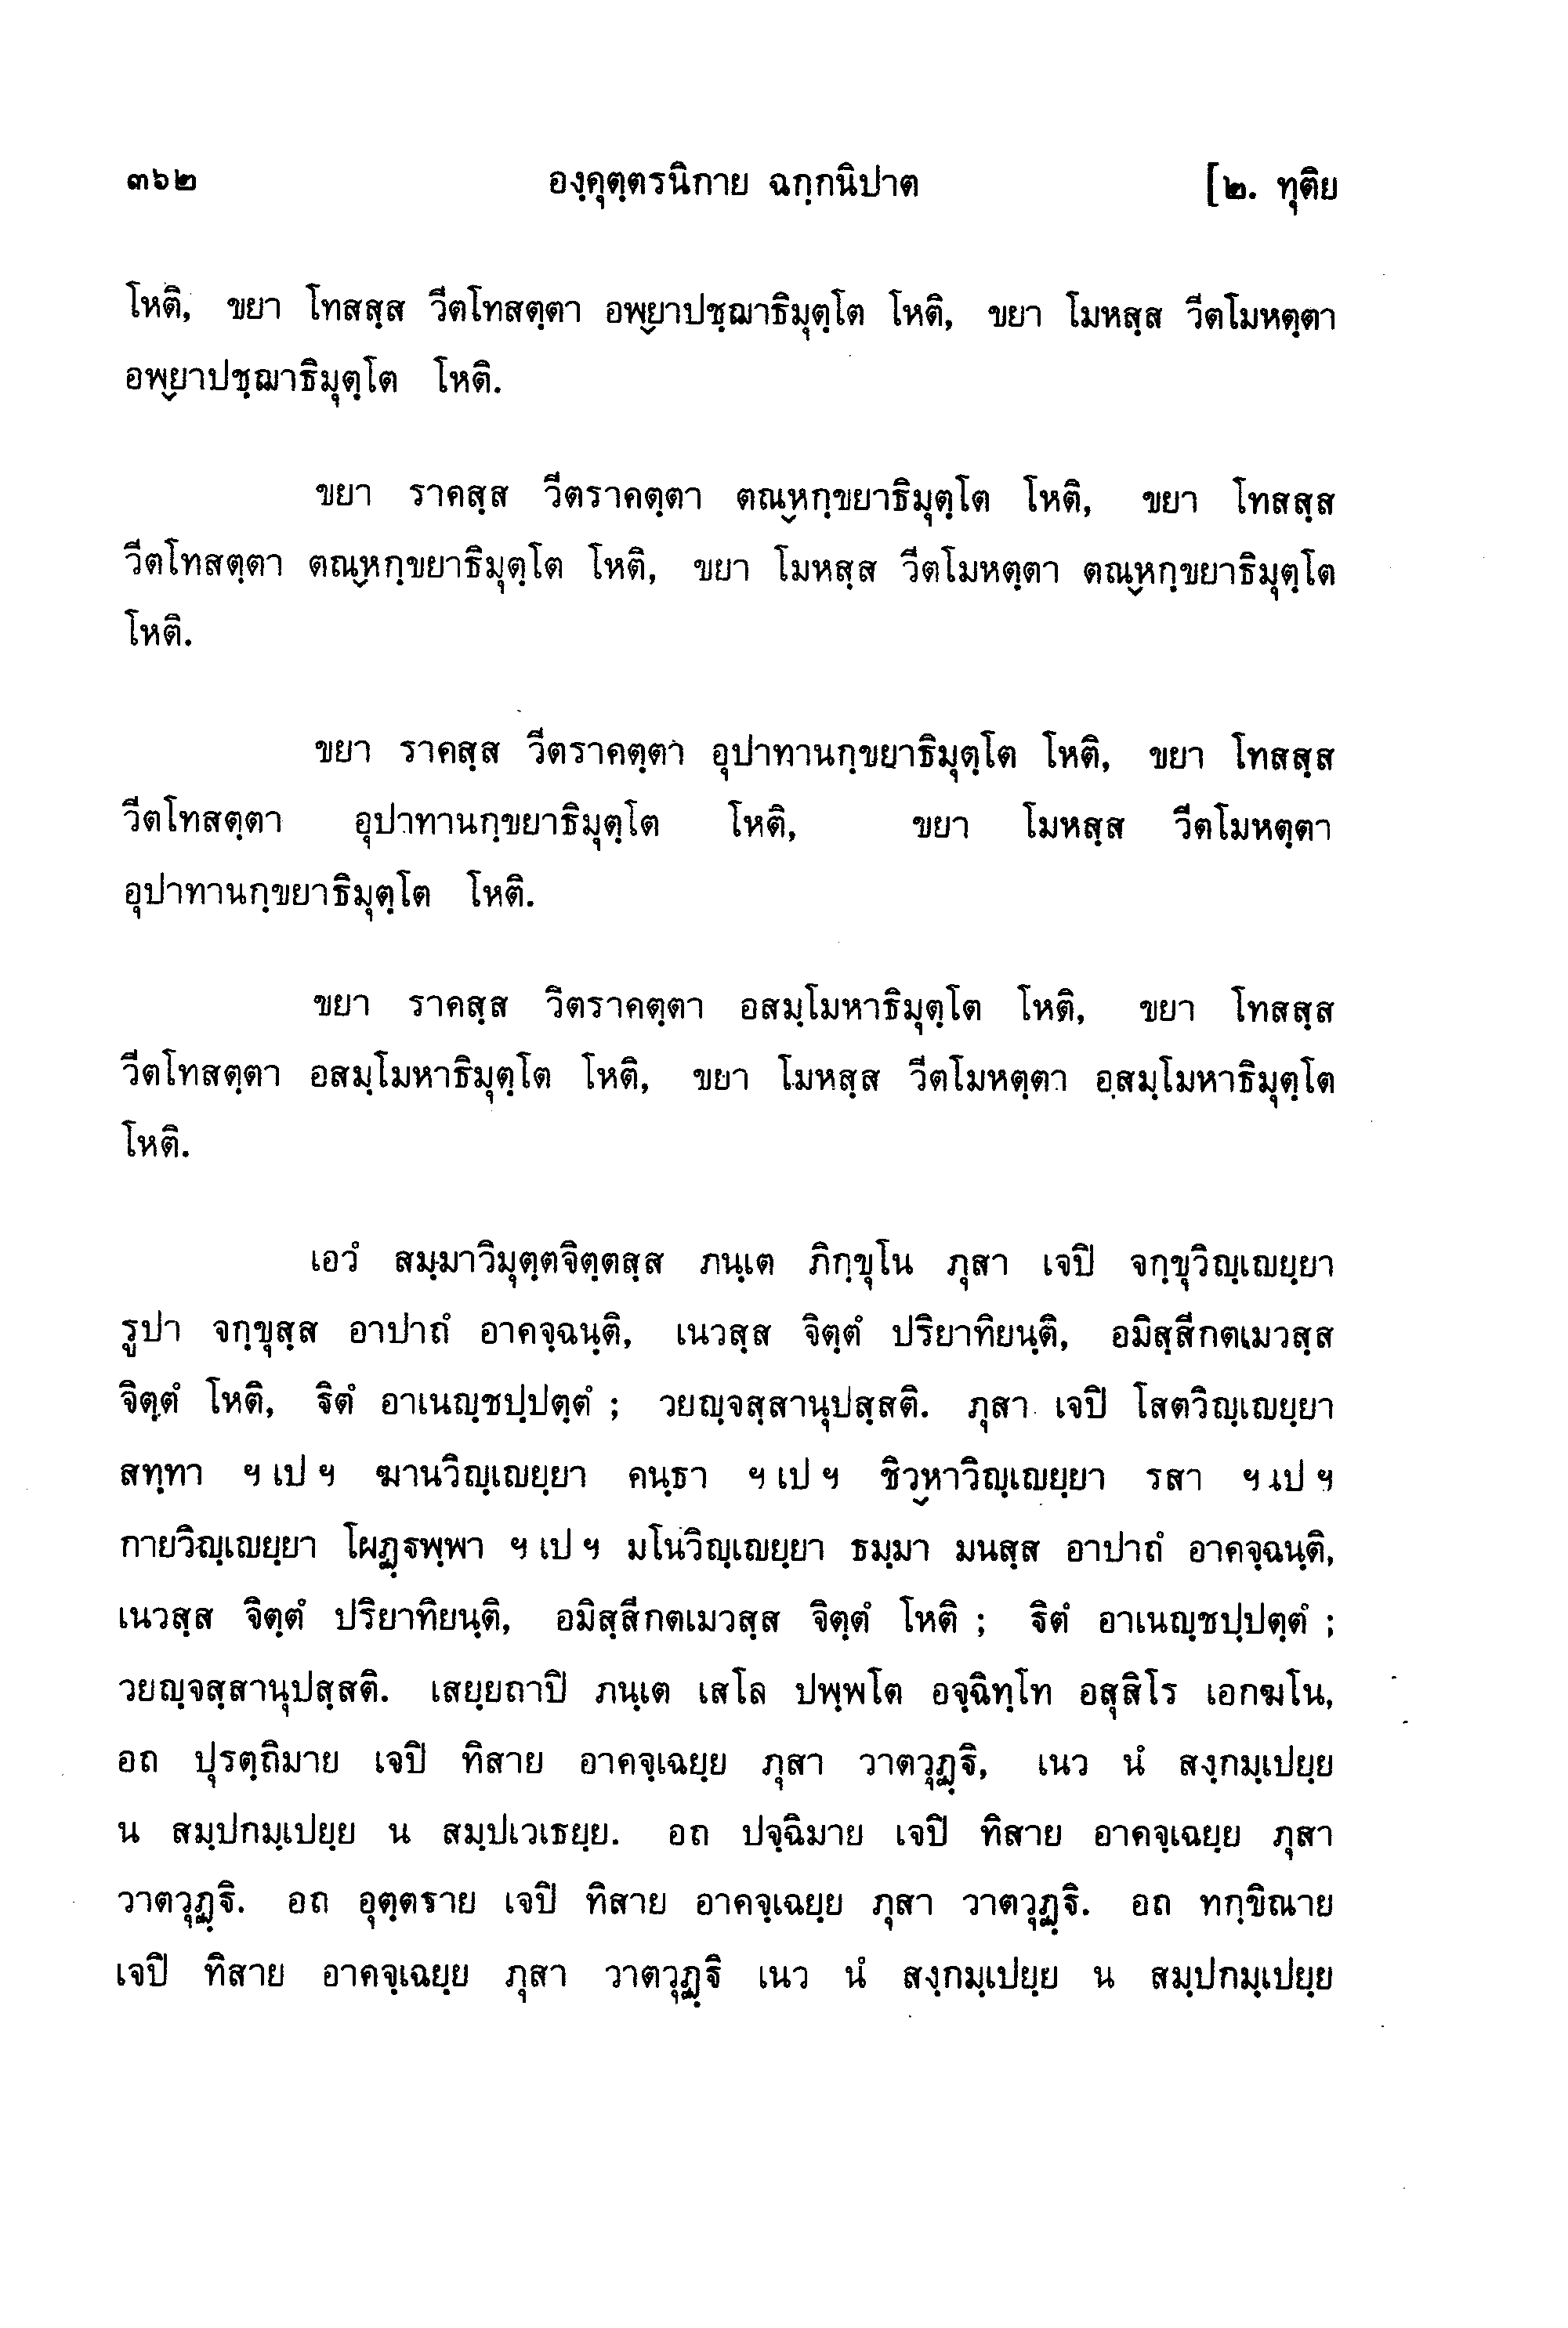 ๓๖๒ องฺคุตฺตรนิกาย ฉกฺกนิปาต [๒. ทุติย
โหติ, ขยา โทสสฺส วีตโทสตฺตา อพฺยาปชฺฌาธิมุตฺโต โหติ, ขยา โมหสฺส วีตโมหตฺตา
อพฺยาปชฺฌาธิมุตฺโต โหติ.
ขยา ราคสฺส วีตราคตฺตา ตณฺหกฺขยาธิมุตฺโต โหติ, ขยา โทสสฺส
วีตโทสตฺตา ตณฺหกฺขยาธิมุตฺโต โหติ, ขยา โมหสฺส วีตโมหตฺตา ตณฺหกฺขยาธิมุตฺโต
โหติ.
ขยา ราคสฺส วีตราคตฺตา อุปาทานกฺขยาธิมุตฺโต โหติ, ขยา โทสสฺส
วีตโทสตฺตา อุปาทานกฺขยาธิมุตฺโต โหติ, ขยา โมหสฺส วีตโมหตฺตา
อุปาทานกฺขยาธิมุตฺโต โหติ.
ขยา ราคสฺส วีตราคตฺตา อสมฺโมหาธิมุตฺโต โหติ, ขยา โทสสฺส
วีตโทสตฺตา อสมฺโมหาธิมุตฺโต โหติ, ขยา โมหสฺส วีตโมหตฺตา อสมฺโมหาธิมุตฺโต
โหติ.
เอวํ สมฺมาวิมุตฺตจิตฺตสฺส ภนฺเต ภิกฺขุโน ภุสา เจปิ จกฺขุวิญฺเญยฺยา
รูปา จกฺขุสฺส อาปาถํ อาคจฺฉนฺติ, เนวสฺส จิตฺตํ ปริยาทิยนฺติ, อมิสฺสีกตเมวสฺส
จิตฺตํ โหติ, ฐิตํ อาเนญฺชปฺปตฺตํ ; วยญฺจสฺสานุปสฺสติ. ภุสา เจปิ โสตวิญฺเญยฺยา
สทฺทา ฯ เป ฯ ฆานวิญฺเญยฺยา คนฺธา ฯ เป ฯ ชิวฺหาวิญฺเญยฺยา รสา ฯ เป ฯ
กายวิญฺเญยฺยา โผฏฺฐพฺพา ฯ เป ฯ มโนวิญฺเญยฺยา ธมฺมา มนสฺส อาปาถํ อาคจฺฉนฺติ,
เนวสฺส จิตฺตํ ปริยาทิยนฺติ, อมิสฺสีกตเมวสฺส จิตฺตํ โหติ ; ฐิตํ อาเนญฺชปฺปตฺตํ ;
วยญฺจสฺสานุปสฺสติ. เสยฺยถาปิ ภนฺเต เสโล ปพฺพโต อจฺฉิทฺโท อสุสิโร เอกฆโน,
อถ ปุรตฺถิมาย เจปิ ทิสาย อาคจฺเฉยฺย ภุสา วาตวุฏฺฐิ, เนว นํ สงฺกมฺเปยฺย
น สมฺปกมฺเปยฺย น สมฺปเวเธยฺย. อถ ปจฺฉิมาย เจปิ ทิสาย อาคจฺเฉยฺย ภุสา
วาตวุฏฺฐิ. อถ อุตฺตราย เจปิ ทิสาย อาคจฺเฉยฺย ภุสา วาตวุฏฺฐิ. อถ ทกฺขิณาย
เจปิ ทิสาย อาคจฺเฉยฺย ภุสา วาตวุฏฺฐิ เนว นํ สงฺกมฺเปยฺย น สมฺปกมฺเปยฺย